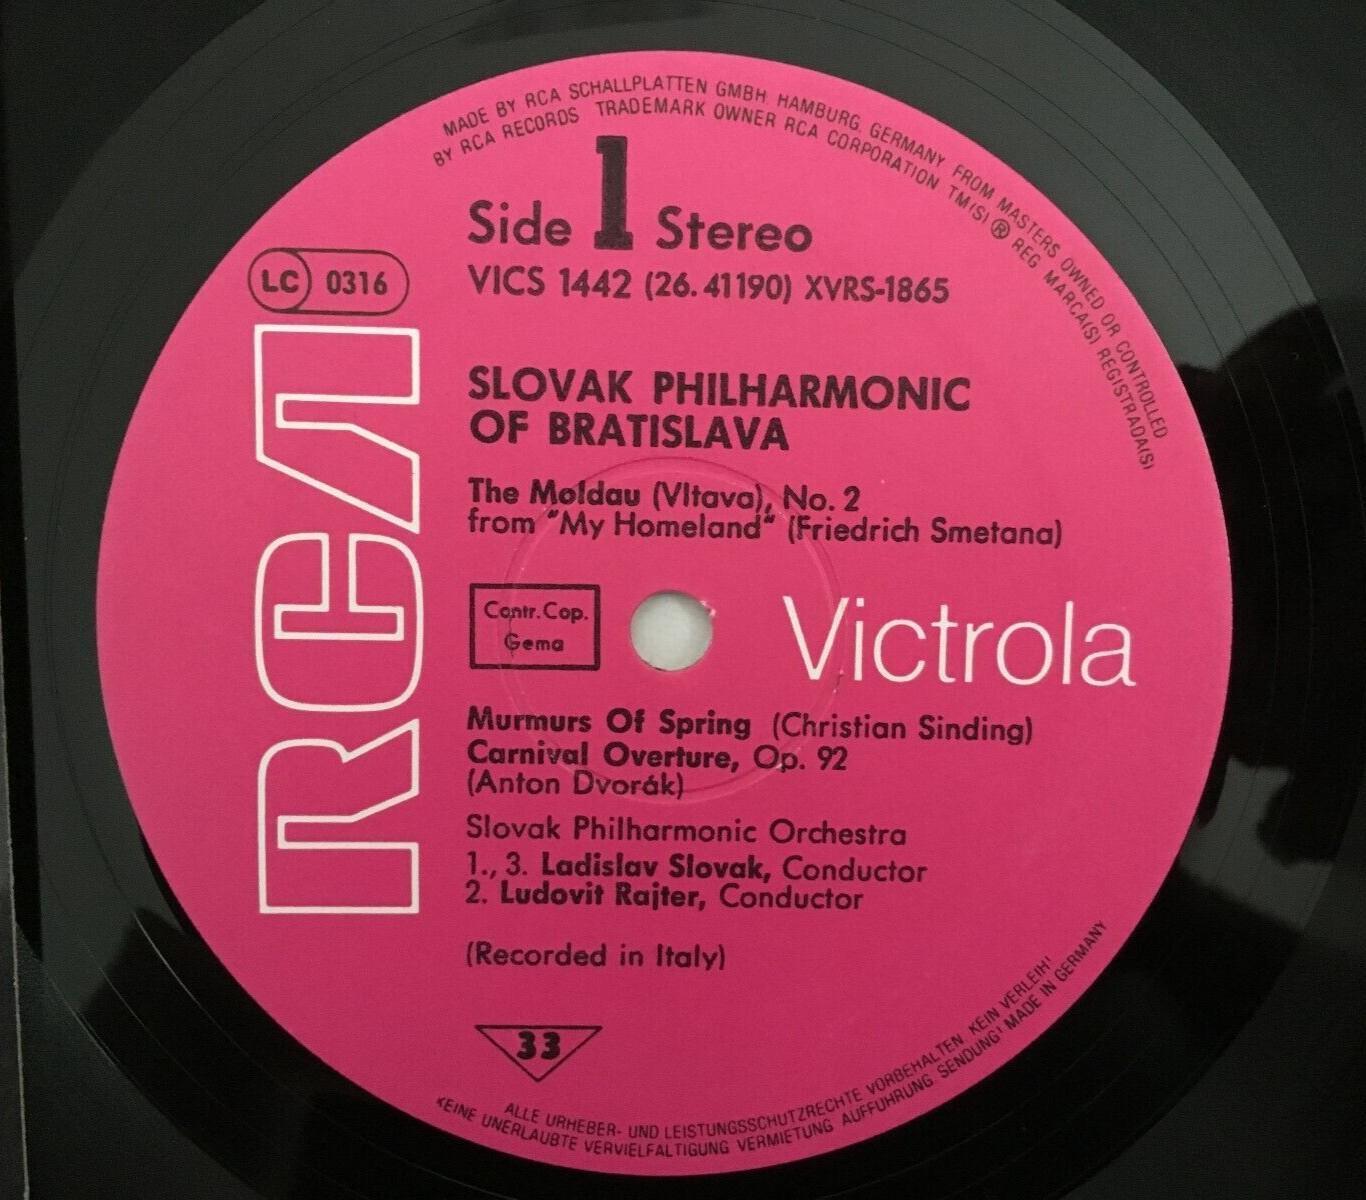 MADE BY RCA SCHALLPLATTEN GMBH. HAMBURG, GERMANY FROM MASTERS OWNED OR CONTROLLED
BY RCA RECORDS TRADEMARK OWNER RCA CORPORATION TM(S) ® REG MARCA(S) REGISTRADA(S)
Side 1 Stereo
LC 0316
VICS 1442 (26.41190) XVRS-1865
RCA
SLOVAK PHILHARMONIC
OF BRATISLAVA
The Moldau (Vltava), No. 2
from "My Homeland" (Friedrich Smetana)
Contr. Cop.
Gema
Victrola
Murmurs Of Spring (Christian Sinding)
Carnival Overture, Op. 92
(Anton Dvorák)
Slovak Philharmonic Orchestra
1., 3. Ladislav Slovak, Conductor
2. Ludovit Rajter, Conductor
(Recorded in Italy)
33
ALLE URHEBER- UND LEISTUNGSSCHUTZRECHTE VORBEHALTEN KEIN VERLEIH!
KEINE UNERLAUBTE VERVIELFALTIGUNG VERMIETUNG AUFFUHRUNG SENDUNG! MADE IN GERMANY